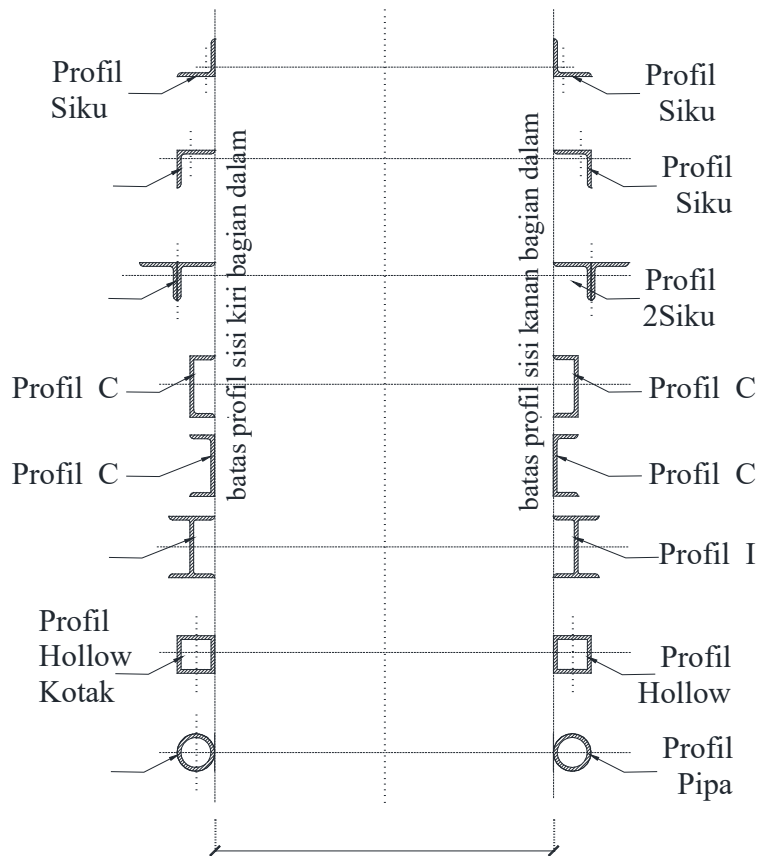 Profil
Siku
Profil
Siku
Profil
Siku
Profil
2Siku
batas profil sisi kiri bagian dalam
batas profil sisi kanan bagian dalam
Profil C
Profil C
Profil C
Profil C
Profil I
Profil
Hollow
Kotak
Profil
Hollow
Profil
Pipa